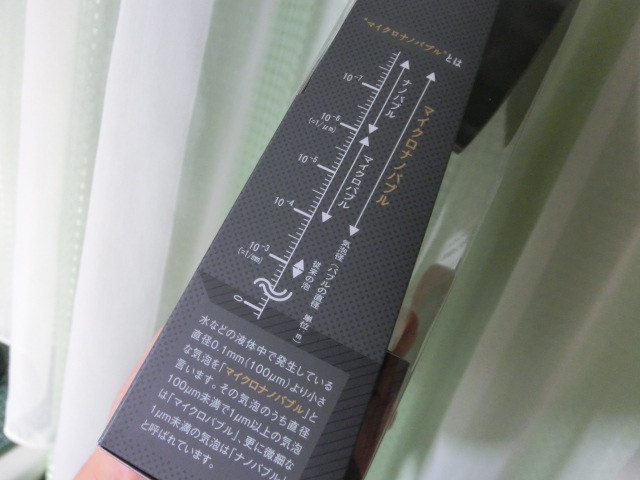 "マイクロナノバブル"とは
10-7
10-6
(=1/μm)
10-5
10-4
10-3
(=1/mm)
0
ナノバブル
マイクロバブル
マイクロナノバブル
従来の泡
気泡径(バブルの直径 単位:m)
水などの液体中で発生している
直径0.1mm(100μm)より小さ
な気泡を「マイクロナノバブル」と
言います。その気泡のうち直径
100μm未満で1μm以上の気泡
は「マイクロバブル」、更に微細な
1μm未満の気泡は「ナノバブル」
と呼ばれています。